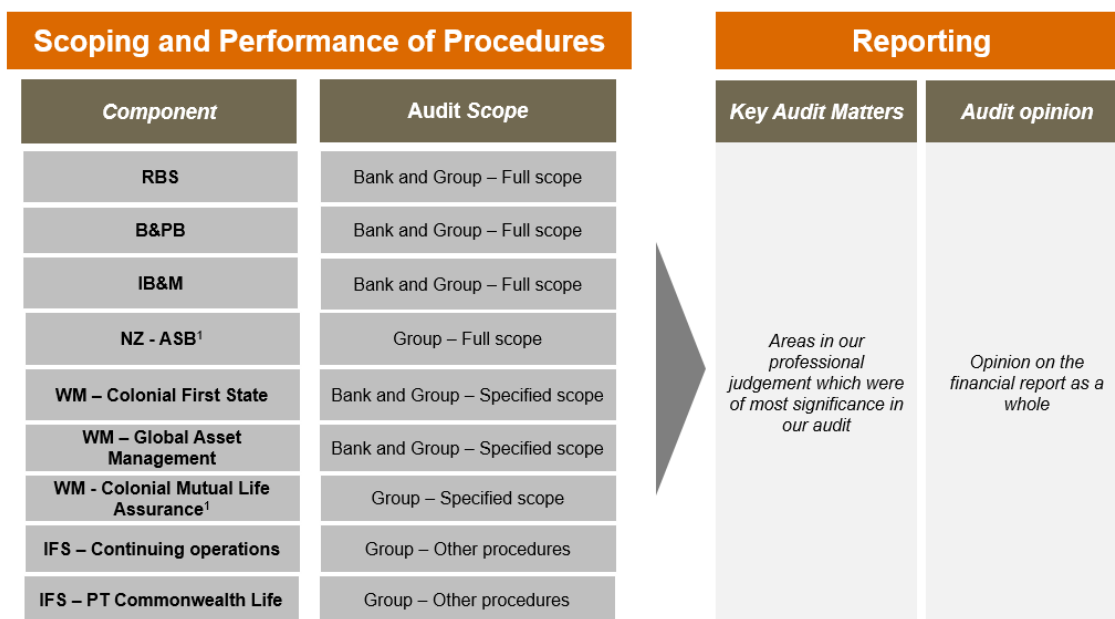 Scoping and Performance of Procedures
Reporting
Component
Audit Scope
Key Audit Matters
Audit opinion
RBS
Bank and Group – Full scope
B&PB
Bank and Group – Full scope
IB&M
Bank and Group – Full scope
NZ - ASB¹
Group – Full scope
WM – Colonial First State
Bank and Group – Specified scope
WM – Global Asset
Management
Bank and Group – Specified scope
WM - Colonial Mutual Life
Assurance¹
Group – Specified scope
IFS – Continuing operations
Group – Other procedures
IFS – PT Commonwealth Life
Group – Other procedures
Areas in our
professional
judgement which were
of most significance in
our audit
Opinion on the
financial report as a
whole